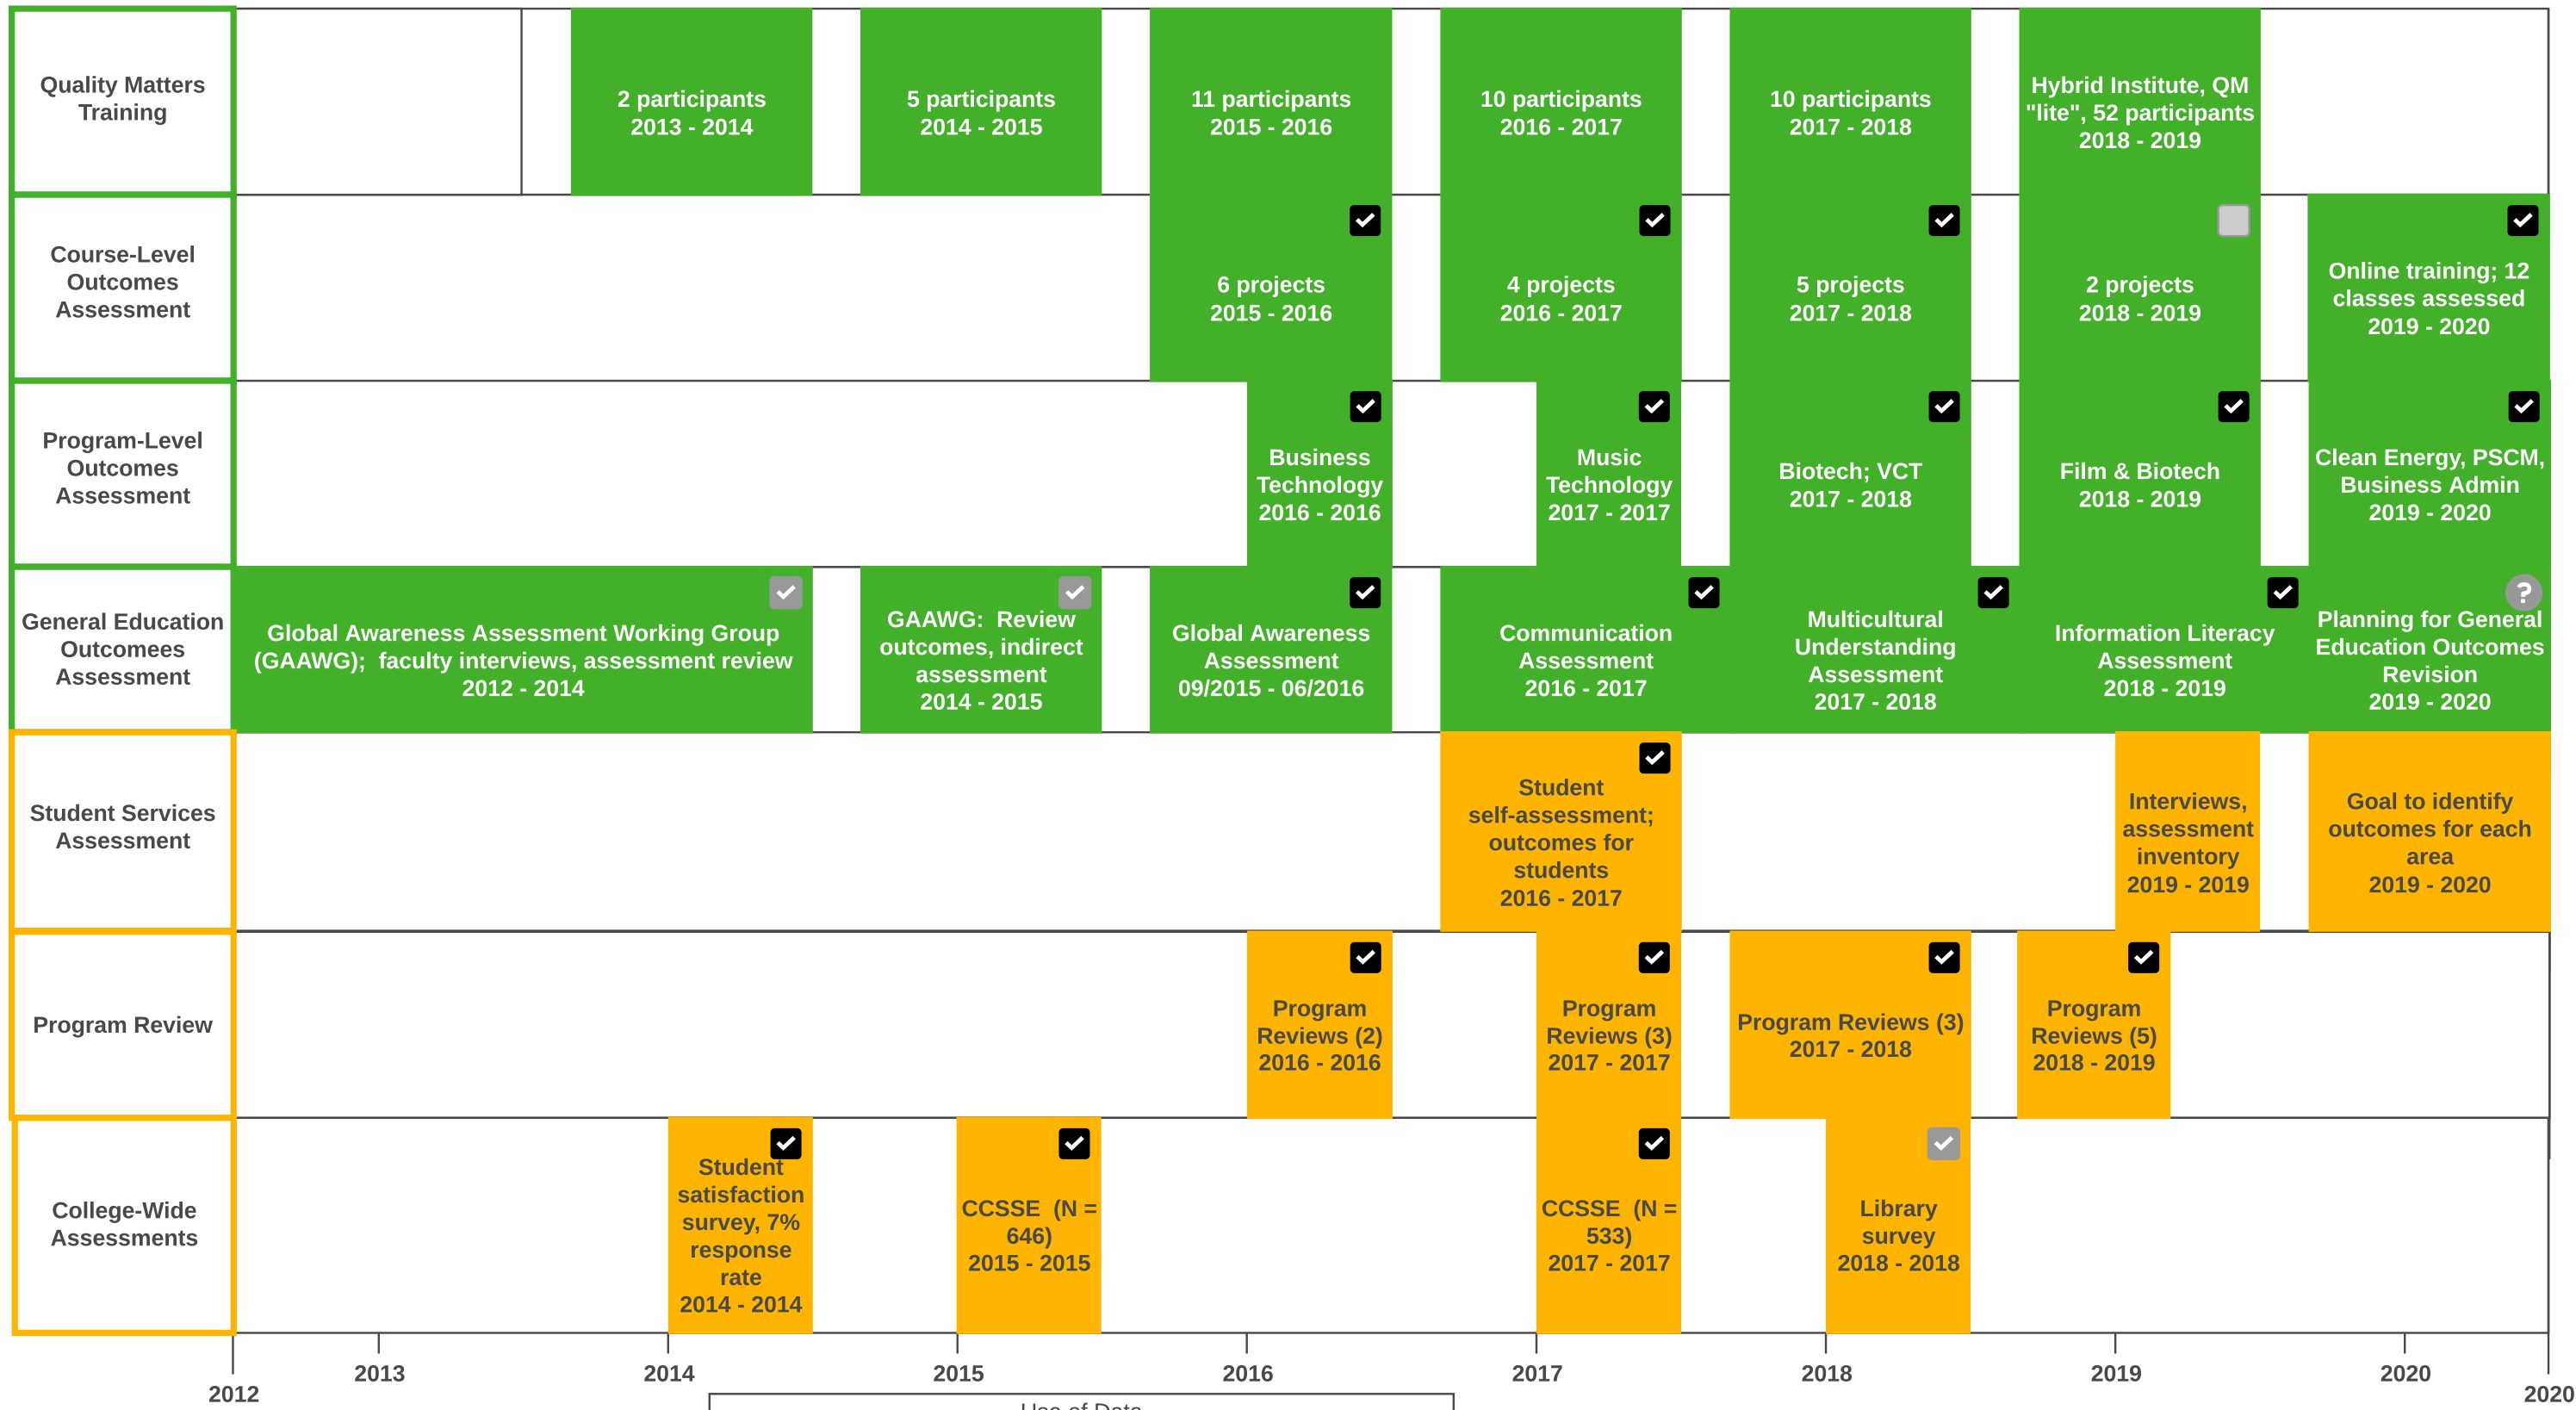 Quality Matters
Training
2 participants
2013 - 2014
5 participants
2014 - 2015
11 participants
2015 - 2016
10 participants
2016 - 2017
10 participants
2017 - 2018
Hybrid Institute, QM
"lite", 52 participants
2018 - 2019
Course-Level
Outcomes
Assessment
6 projects
2015 - 2016
4 projects
2016 - 2017
5 projects
2017 - 2018
2 projects
2018 - 2019
Online training; 12
classes assessed
2019 - 2020
Program-Level
Outcomes
Assessment
Business
Technology
2016 - 2016
Music
Technology
2017 - 2017
Biotech; VCT
2017 - 2018
Film & Biotech
2018 - 2019
Clean Energy, PSCM,
Business Admin
2019 - 2020
General Education
Outcomees
Assessment
Global Awareness Assessment Working Group
(GAAWG);  faculty interviews, assessment review
2012 - 2014
GAAWG:  Review
outcomes, indirect
assessment
2014 - 2015
Global Awareness
Assessment
09/2015 - 06/2016
Communication
Assessment
2016 - 2017
Multicultural
Understanding
Assessment
2017 - 2018
Information Literacy
Assessment
2018 - 2019
?
Planning for General
Education Outcomes
Revision
2019 - 2020
Student Services
Assessment
Student
self-assessment;
outcomes for
students
2016 - 2017
Interviews,
assessment
inventory
2019 - 2019
Goal to identify
outcomes for each
area
2019 - 2020
Program Review
Program
Reviews (2)
2016 - 2016
Program
Reviews (3)
2017 - 2017
Program Reviews (3)
2017 - 2018
Program
Reviews (5)
2018 - 2019
College-Wide
Assessments
Student
satisfaction
survey, 7%
response
rate
2014 - 2014
CCSSE  (N =
646)
2015 - 2015
CCSSE  (N =
533)
2017 - 2017
Library
survey
2018 - 2018
2012
2013
2014
2015
2016
2017
2018
2019
2020
2020
Use of Data